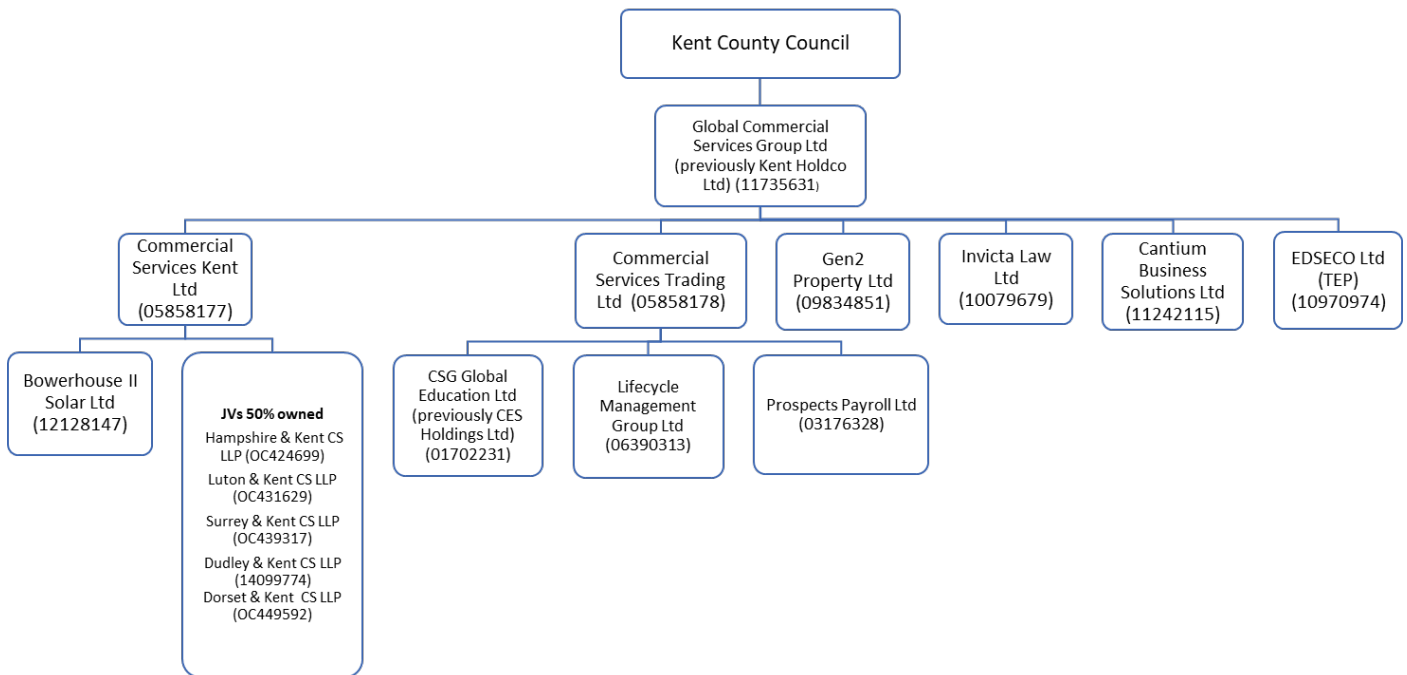 Kent County Council
Global Commercial
Services Group Ltd
(previously Kent Holdco
Ltd) (11735631)
Commercial
Services Kent
Ltd
(05858177)
Commercial
Services Trading
Ltd (05858178)
Gen2
Property Ltd
(09834851)
Invicta Law
Ltd
(10079679)
Cantium
Business
Solutions Ltd
(11242115)
EDSECO Ltd
(TEP)
(10970974)
Bowerhouse II
Solar Ltd
(12128147)
JVs 50% owned
Hampshire & Kent CS
LLP (OC424699)
Luton & Kent CS LLP
(OC431629)
Surrey & Kent CS LLP
(OC439317)
Dudley & Kent CS LLP
(14099774)
Dorset & Kent CS LLP
(OC449592)
CSG Global
Education Ltd
(previously CES
Holdings Ltd)
(01702231)
Lifecycle
Management
Group Ltd
(06390313)
Prospects Payroll Ltd
(03176328)